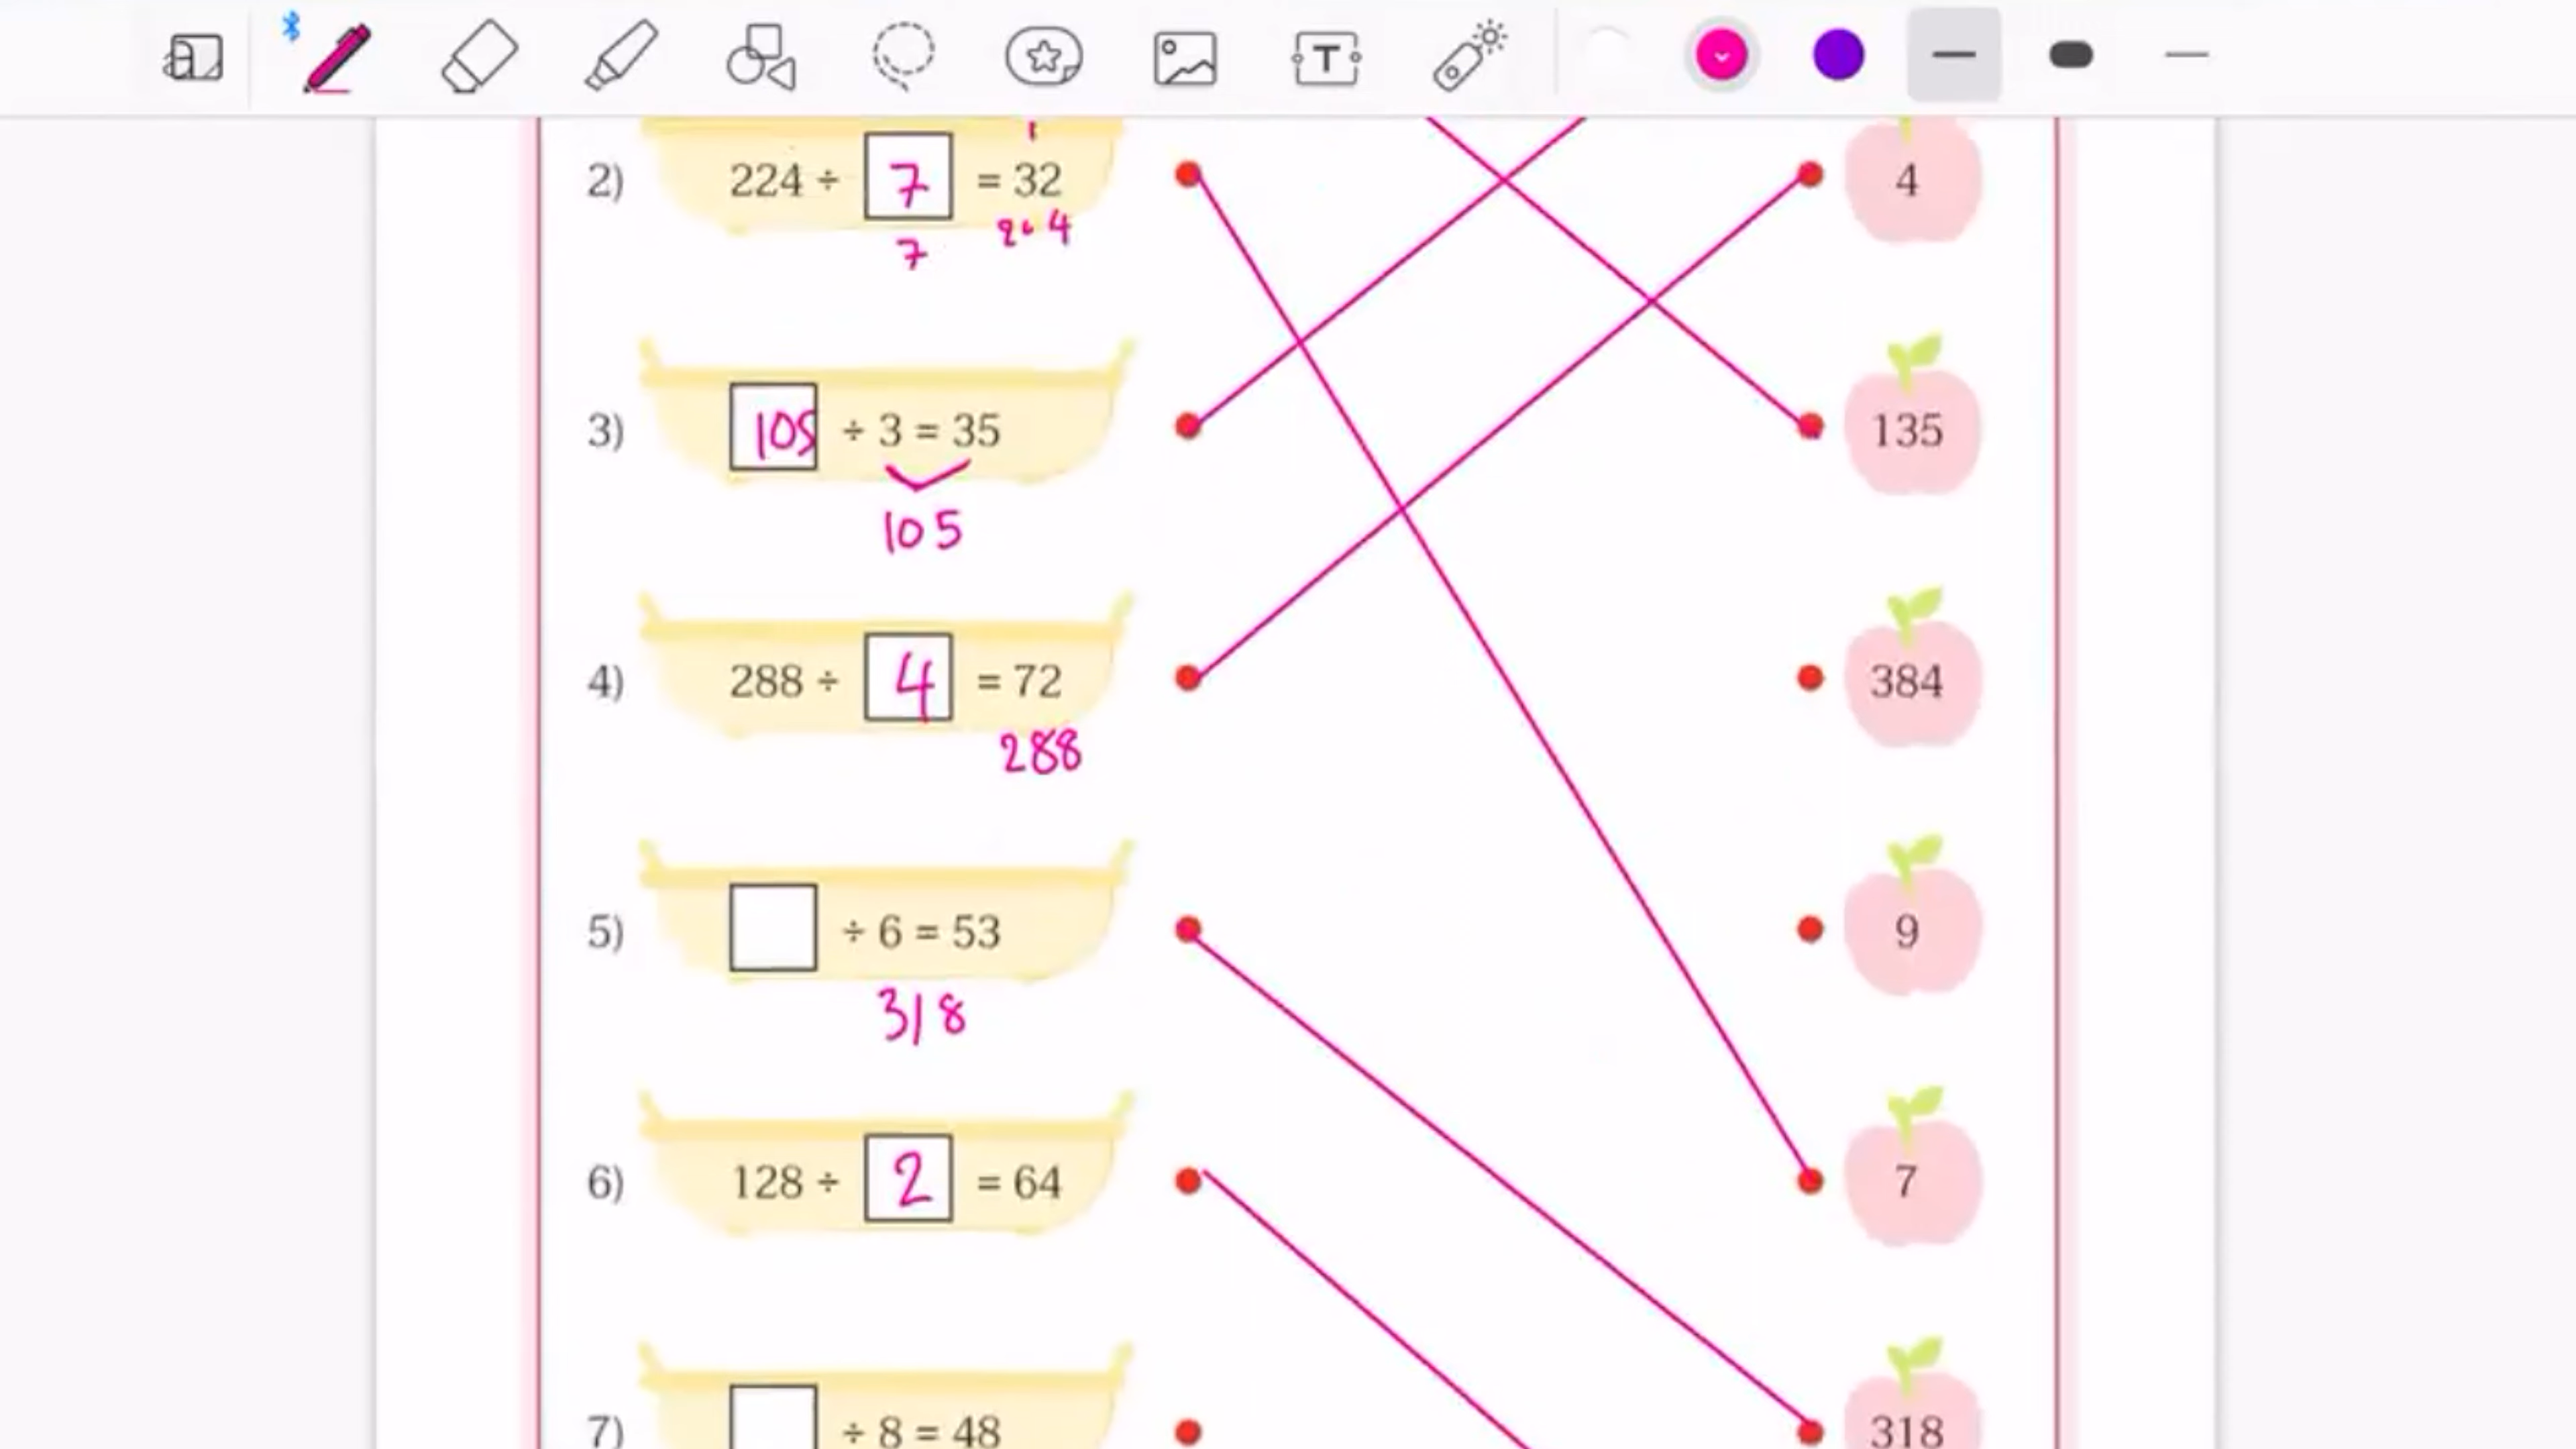 2) 224 ÷ 7 = 32 4
7 224
135
3) 105 ÷ 3 = 35
105
4) 288 ÷ 4 = 72 384
288
5) ÷ 6 = 53 9
318
6) 128 ÷ 2 = 64 7
7) ÷ 8 = 48 318